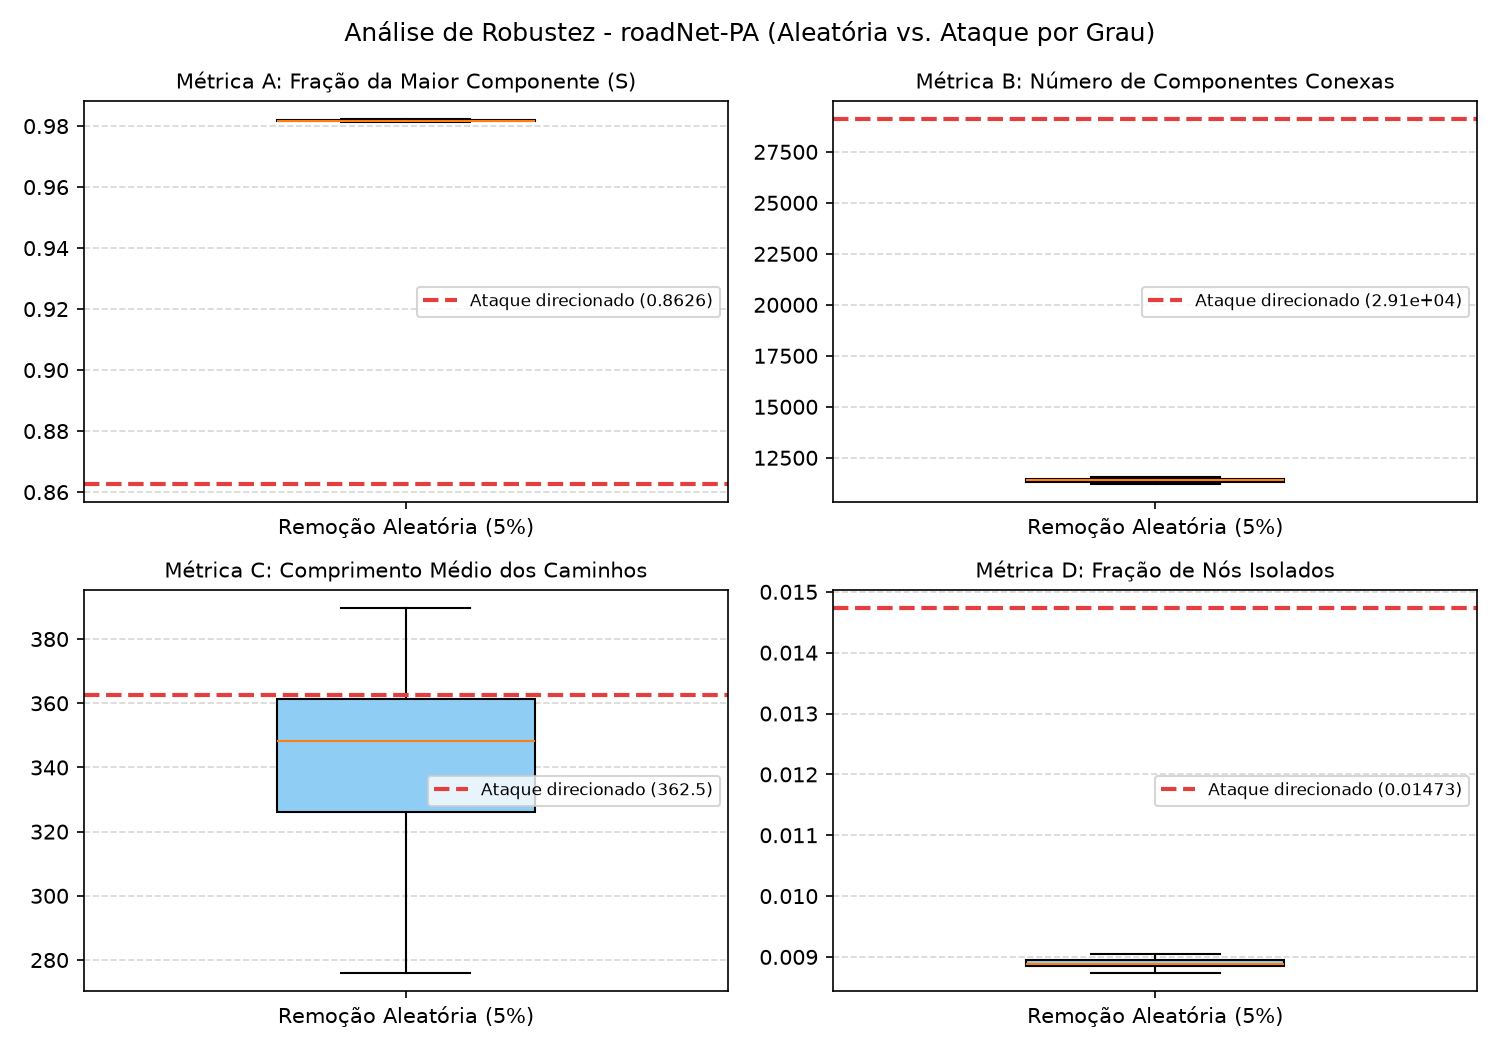 Análise de Robustez - roadNet-PA (Aleatória vs. Ataque por Grau)
Métrica A: Fração da Maior Componente (S)
0.98
0.96
0.94
0.92
0.90
0.88
0.86
Ataque direcionado (0.8626)
Remoção Aleatória (5%)
Métrica B: Número de Componentes Conexas
27500
25000
22500
20000
17500
15000
12500
Ataque direcionado (2.91e+04)
Remoção Aleatória (5%)
Métrica C: Comprimento Médio dos Caminhos
380
360
340
320
300
280
Ataque direcionado (362.5)
Remoção Aleatória (5%)
Métrica D: Fração de Nós Isolados
0.015
0.014
0.013
0.012
0.011
0.010
0.009
Ataque direcionado (0.01473)
Remoção Aleatória (5%)